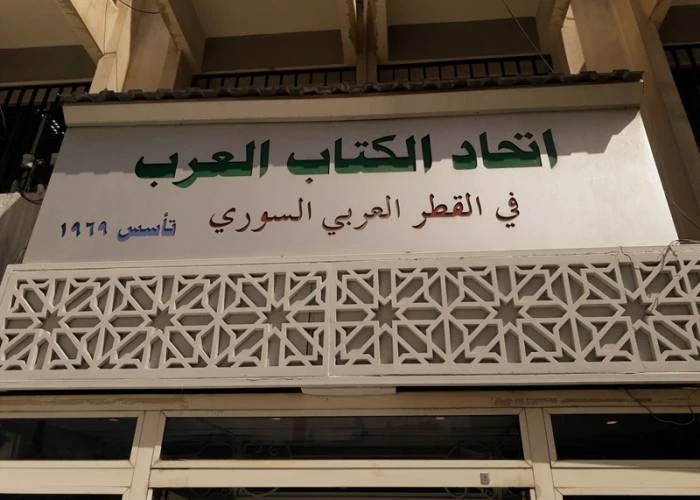 اتحاد الكتاب العرب
في القطر العربي السوري
تأسس ١٩٦٩